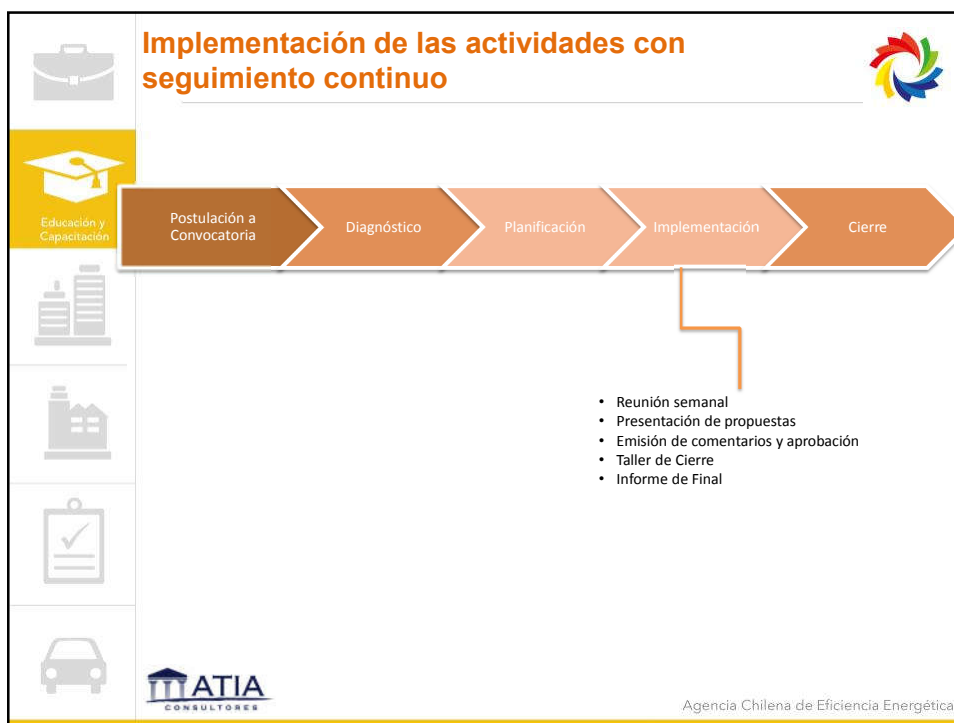 Implementación de las actividades con
seguimiento continuo
Educación y
Capacitación
Postulación a
Convocatoria
Diagnóstico
Planificación
Implementación
Cierre
• Reunión semanal
• Presentación de propuestas
• Emisión de comentarios y aprobación
• Taller de Cierre
• Informe de Final
ATIA
CONSULTORES
Agencia Chilena de Eficiencia Energética